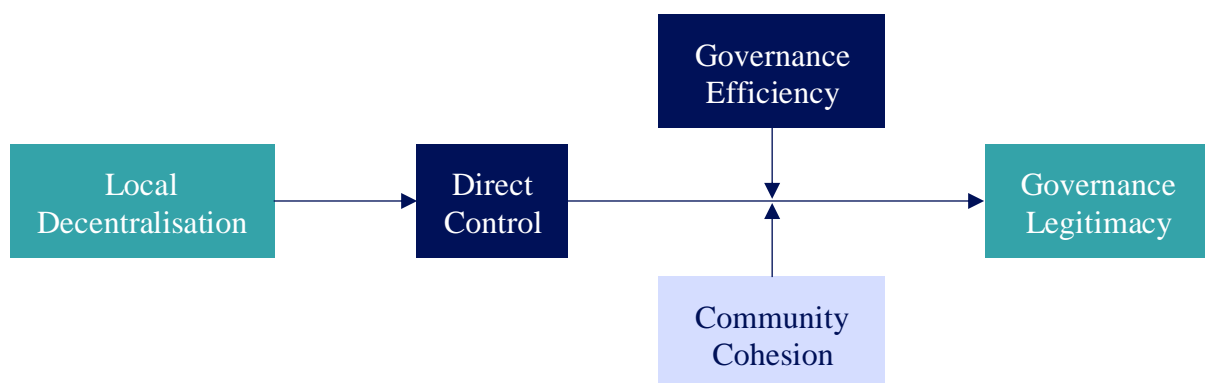 Governance
Efficiency
Local
Decentralisation
Direct
Control
Governance
Legitimacy
Community
Cohesion